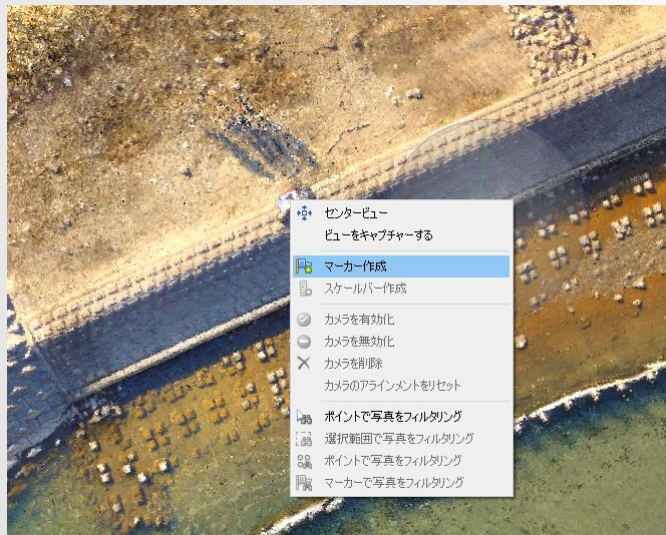 センタービュー
ビューをキャプチャーする
マーカー作成
スケールバー作成
カメラを有効化
カメラを無効化
カメラを削除
カメラのアラインメントをリセット
ポイントで写真をフィルタリング
選択範囲で写真をフィルタリング
ポイントで写真をフィルタリング
マーカーで写真をフィルタリング